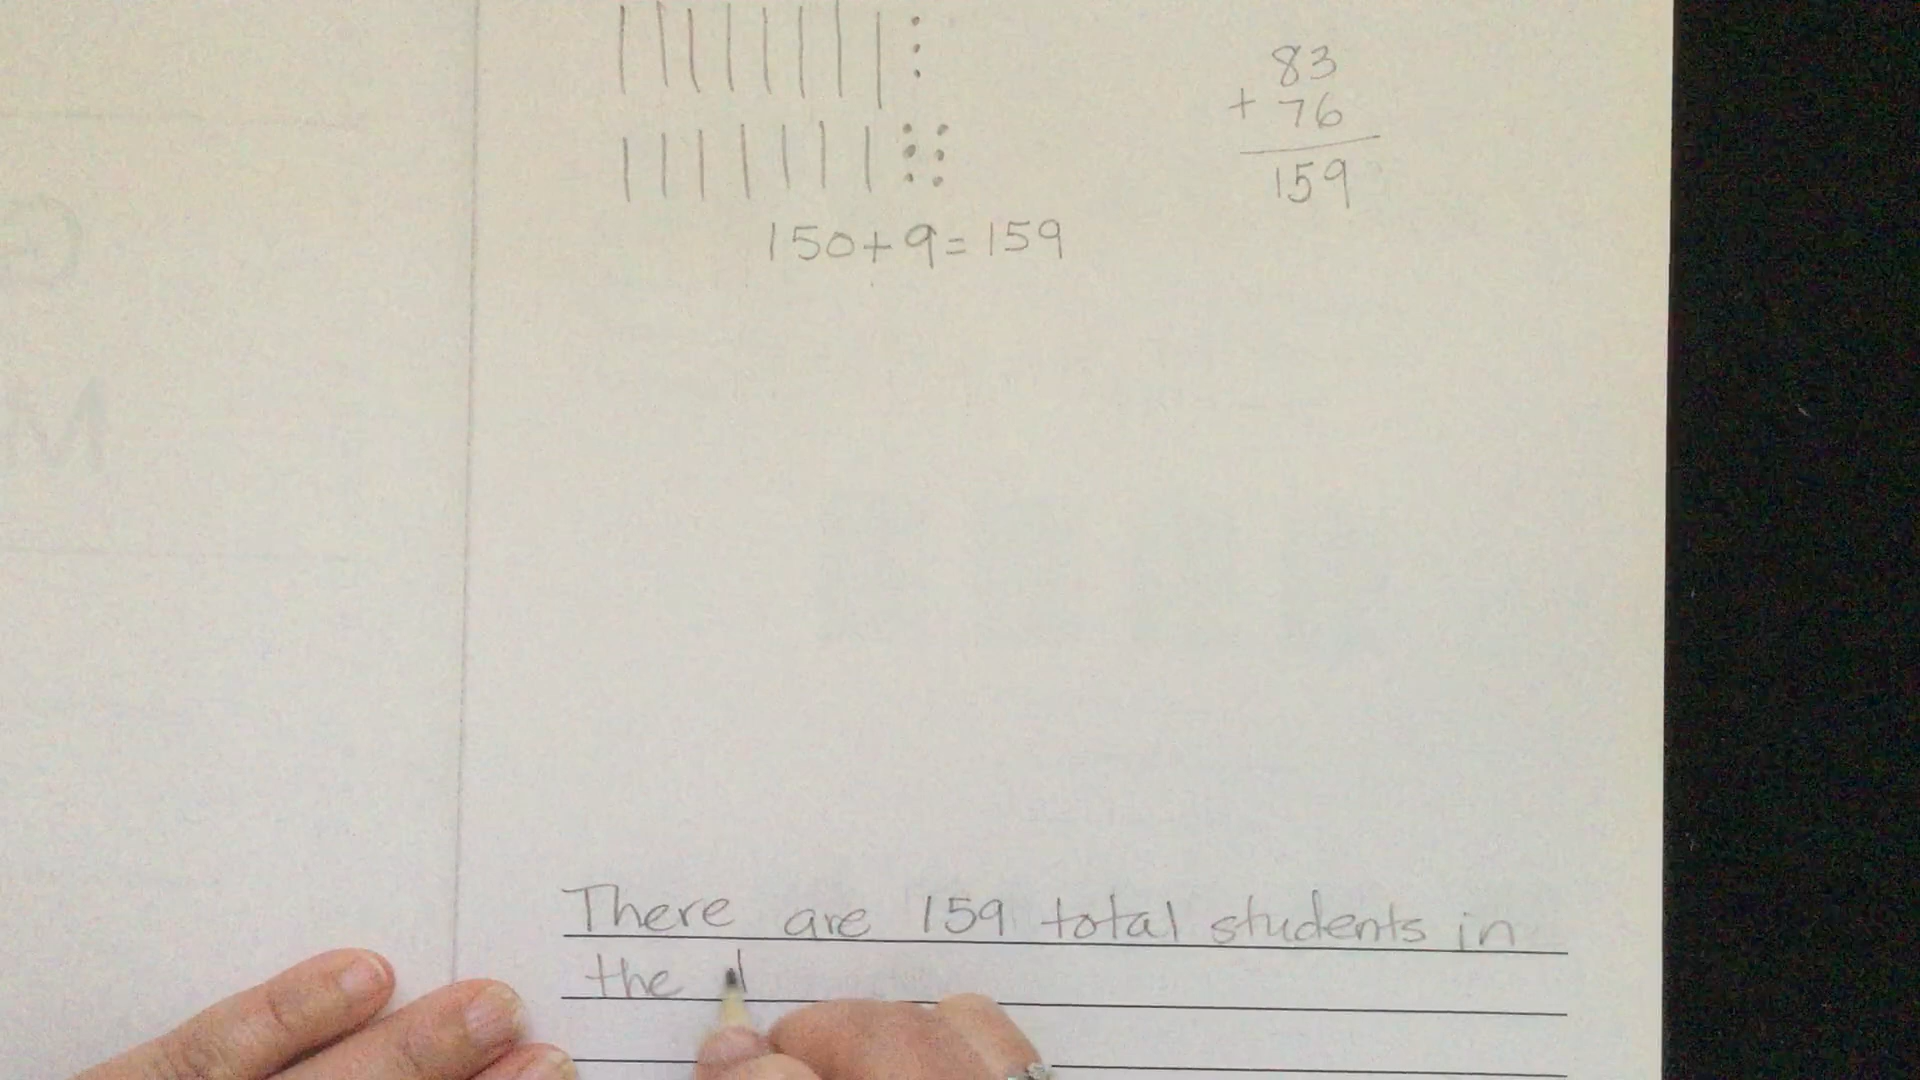 83
+ 76
159
150+9=159
There are 159 total students in
the